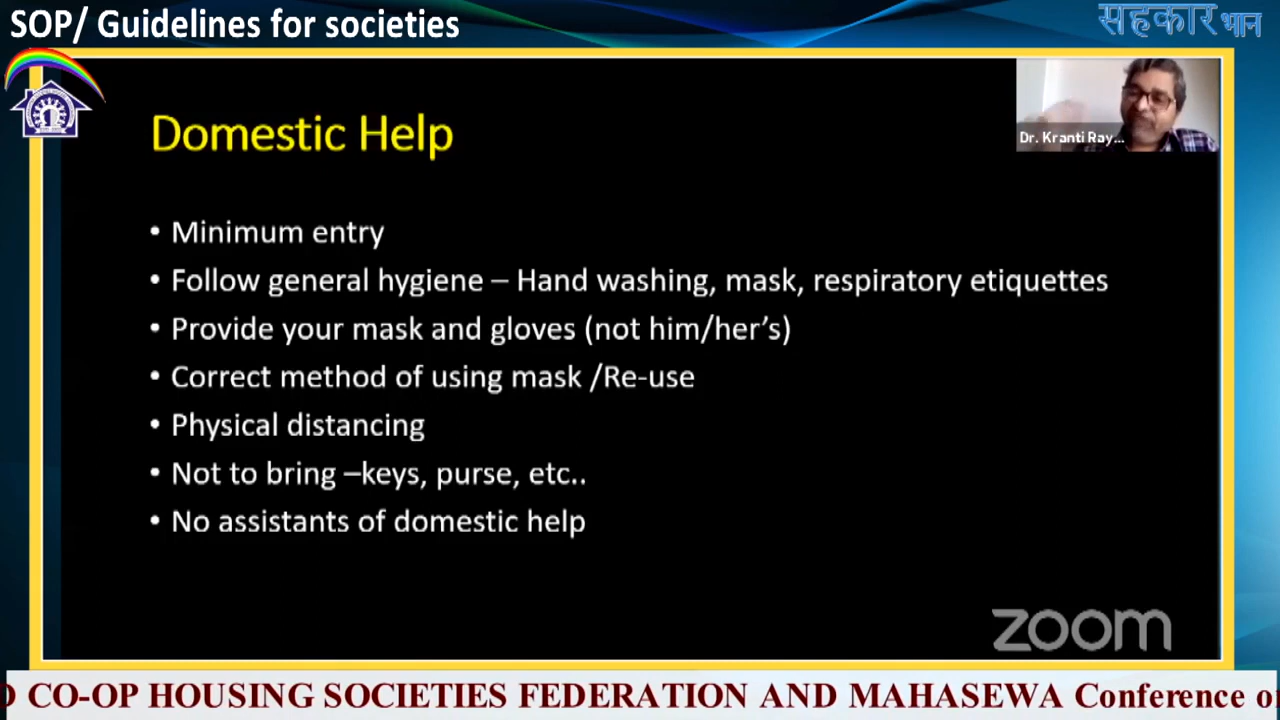 SOP/ Guidelines for societies
सहकार भान
Dr. Kranti Ray...
Domestic Help
• Minimum entry
• Follow general hygiene – Hand washing, mask, respiratory etiquettes
• Provide your mask and gloves (not him/her’s)
• Correct method of using mask /Re-use
• Physical distancing
• Not to bring –keys, purse, etc..
• No assistants of domestic help
zoom
CO-OP HOUSING SOCIETIES FEDERATION AND MAHASEWA Conference o